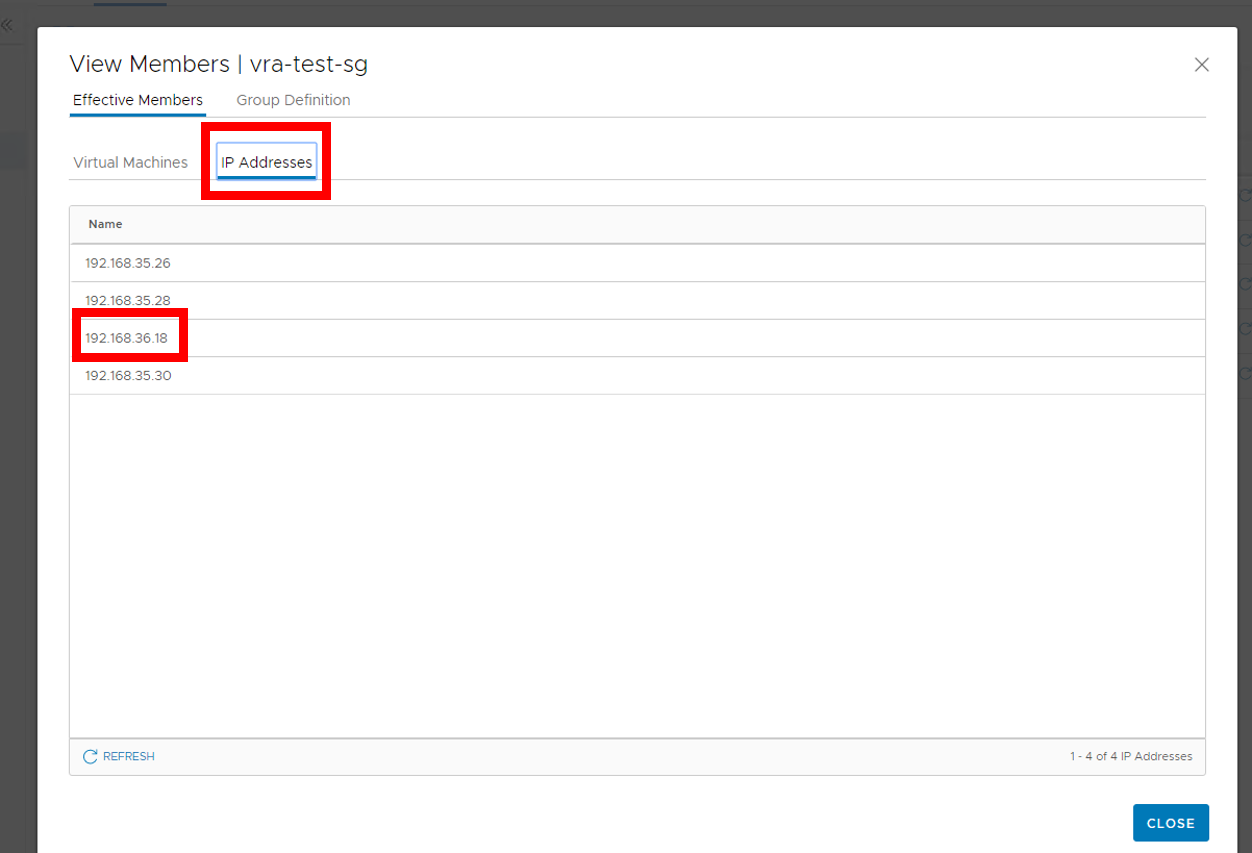 View Members | vra-test-sg
Effective Members Group Definition
Virtual Machines IP Addresses
Name
192.168.35.26
192.168.35.28
192.168.36.18
192.168.35.30
REFRESH 1 - 4 of 4 IP Addresses
CLOSE